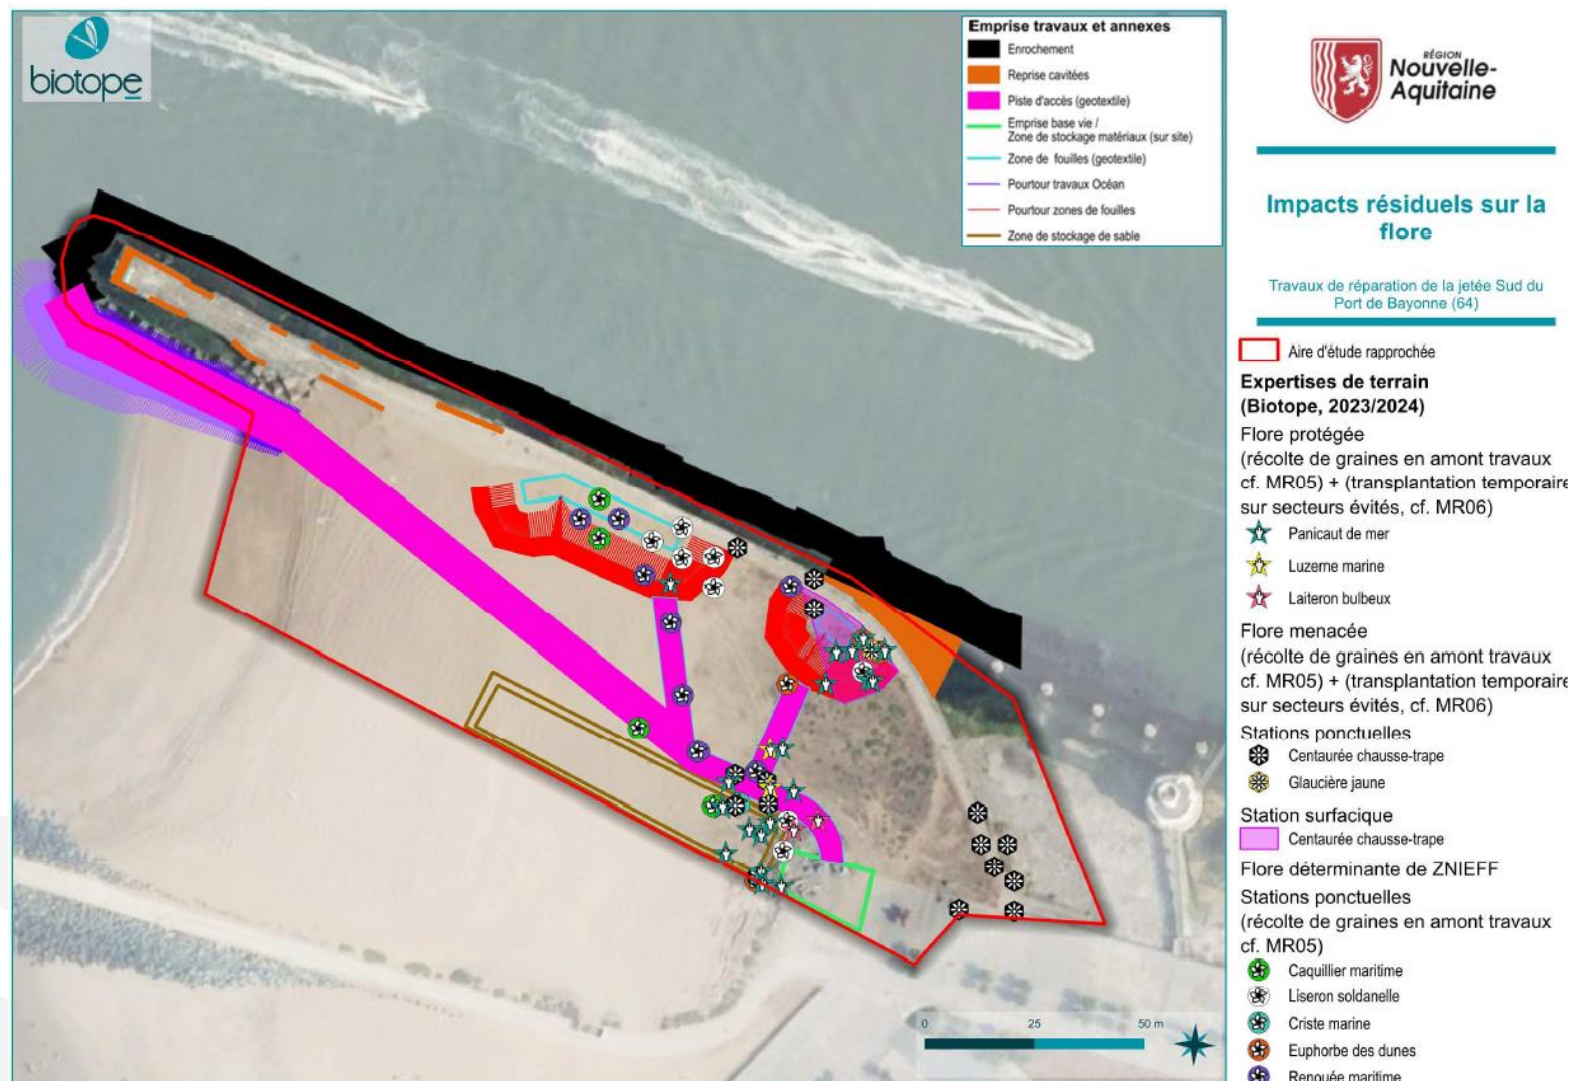 biotope
Emprise travaux et annexes
Enrochement
Reprise cavitées
Piste d'accès (geotextile)
Emprise base vie /
Zone de stockage matériaux (sur site)
Zone de fouilles (geotextile)
Pourtour travaux Océan
Pourtour zones de fouilles
Zone de stockage de sable
0 25 50 m
RÉGION
Nouvelle-
Aquitaine
Impacts résiduels sur la
flore
Travaux de réparation de la jetée Sud du
Port de Bayonne (64)
Aire d'étude rapprochée
Expertises de terrain
(Biotope, 2023/2024)
Flore protégée
(récolte de graines en amont travaux
cf. MR05) + (transplantation temporaire
sur secteurs évités, cf. MR06)
Panicaut de mer
Luzerne marine
Laiteron bulbeux
Flore menacée
(récolte de graines en amont travaux
cf. MR05) + (transplantation temporaire
sur secteurs évités, cf. MR06)
Stations ponctuelles
Centaurée chausse-trape
Glaucière jaune
Station surfacique
Centaurée chausse-trape
Flore déterminante de ZNIEFF
Stations ponctuelles
(récolte de graines en amont travaux
cf. MR05)
Caquillier maritime
Liseron soldanelle
Criste marine
Euphorbe des dunes
Renouée maritime